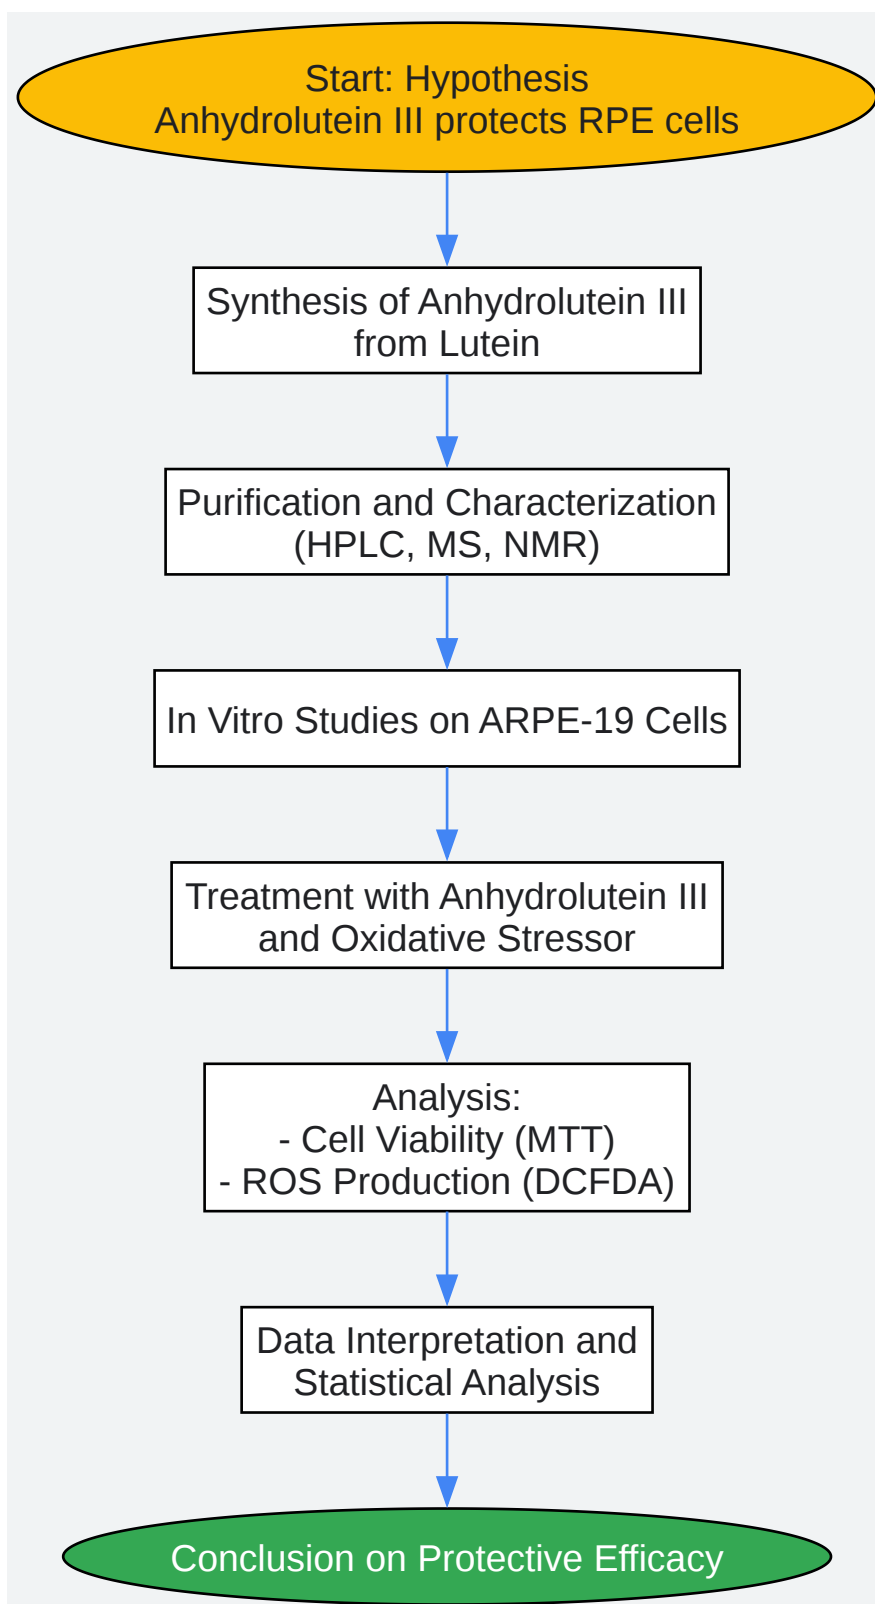 Start: Hypothesis
Anhydrolutein III protects RPE cells
Synthesis of Anhydrolutein III
from Lutein
Purification and Characterization
(HPLC, MS, NMR)
In Vitro Studies on ARPE-19 Cells
Treatment with Anhydrolutein III
and Oxidative Stressor
Analysis:
- Cell Viability (MTT)
- ROS Production (DCFDA)
Data Interpretation and
Statistical Analysis
Conclusion on Protective Efficacy